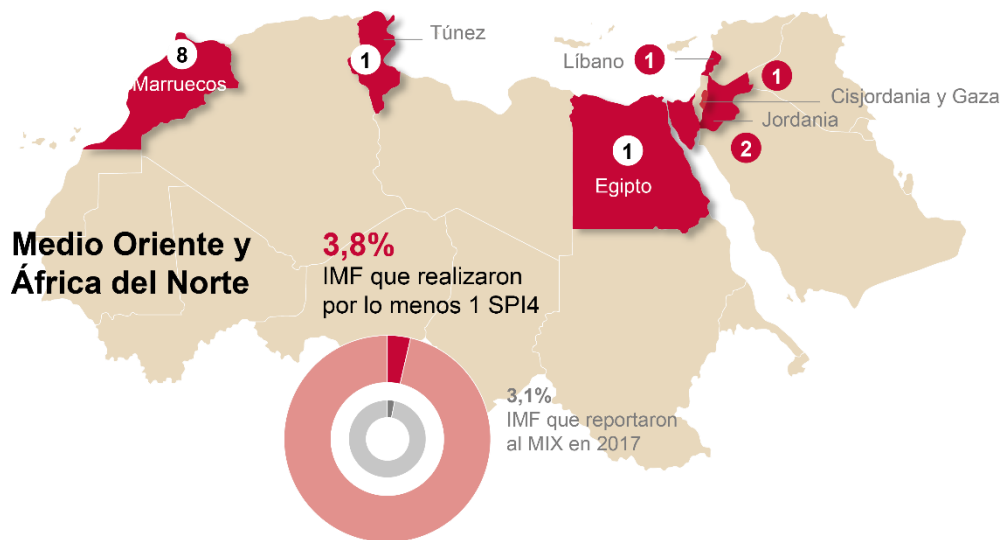 8
Marruecos
1
Túnez
Líbano 1
1
Cisjordania y Gaza
Jordania
2
1
Egipto
Medio Oriente y
África del Norte
3,8%
IMF que realizaron
por lo menos 1 SPI4
3,1%
IMF que reportaron
al MIX en 2017